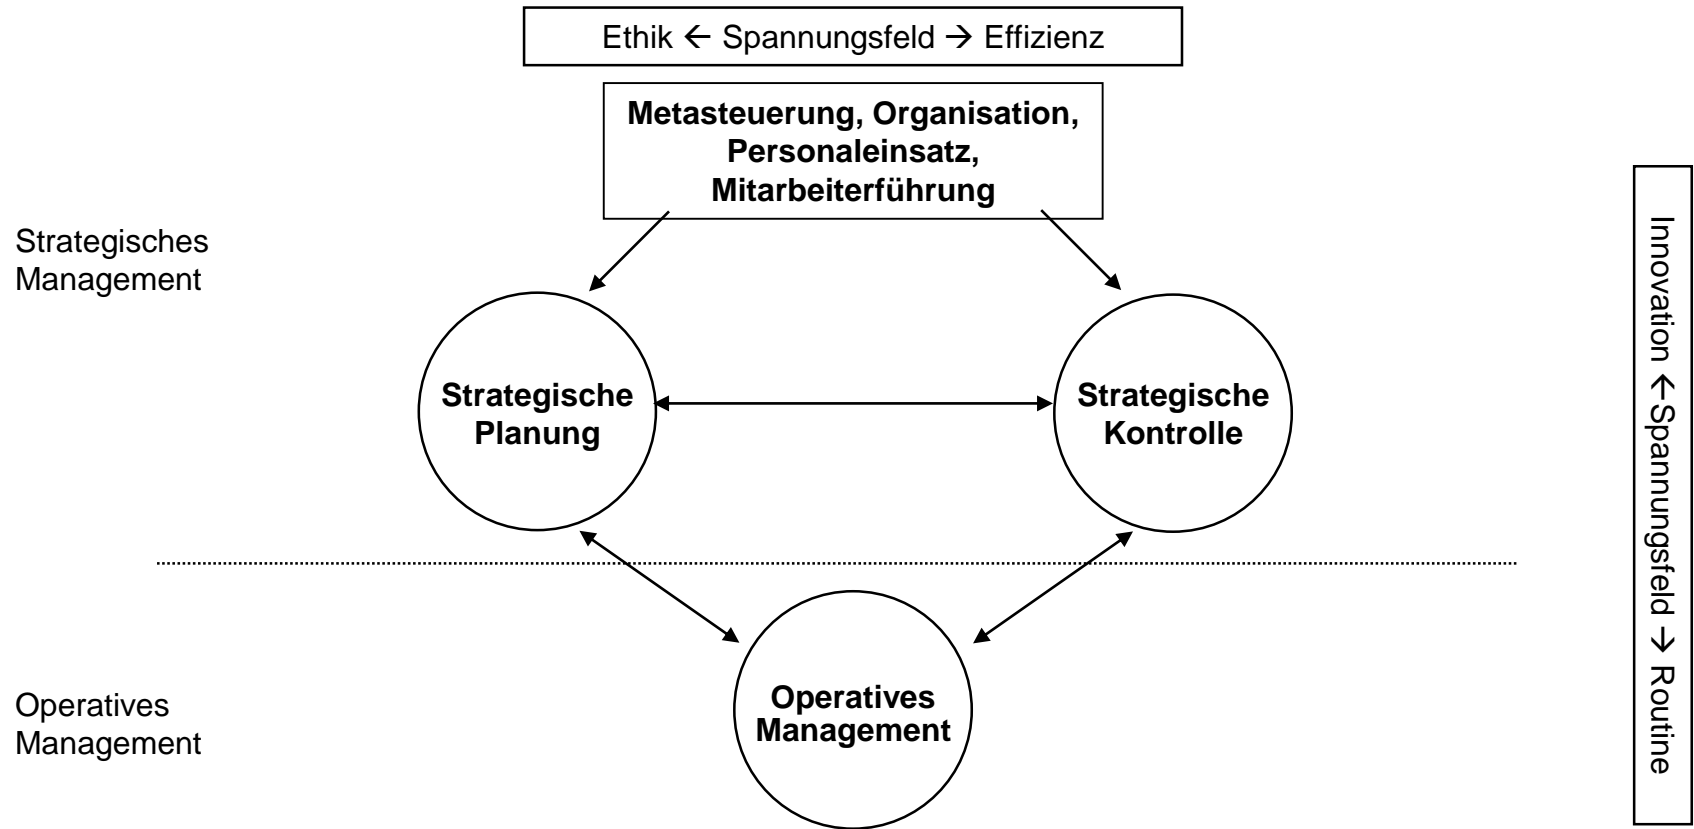 Ethik ← Spannungsfeld → Effizienz
Metasteuerung, Organisation,
Personaleinsatz,
Mitarbeiterführung
Strategisches
Management
Strategische
Planung
Strategische
Kontrolle
Innovation ←Spannungsfeld → Routine
Operatives
Management
Operatives
Management